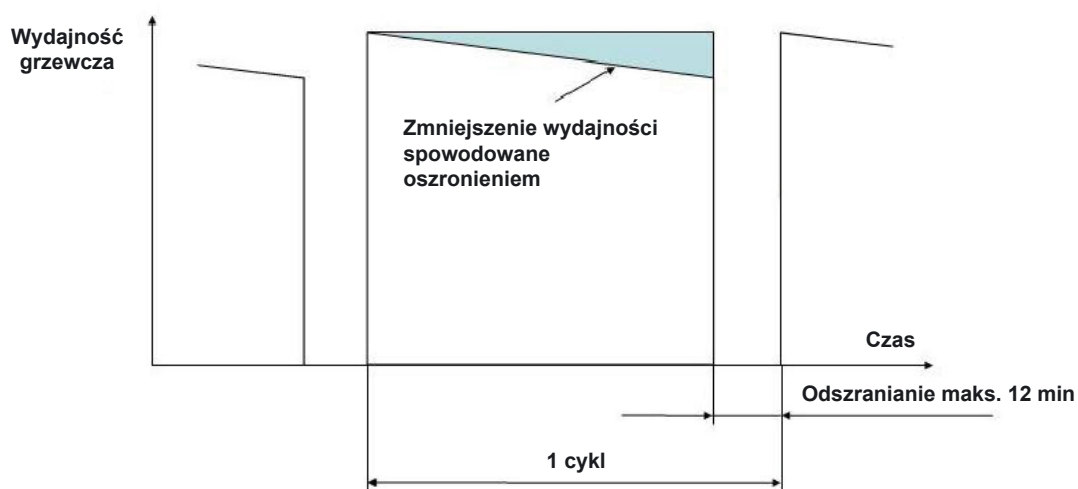 Wydajność
grzewcza
Zmniejszenie wydajności
spowodowane
oszronieniem
Czas
Odszranianie maks. 12 min
1 cykl